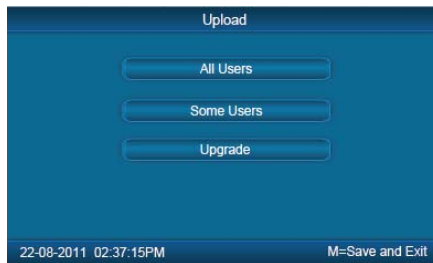 Upload
All Users
Some Users
Upgrade
22-08-2011 02:37:15PM M=Save and Exit